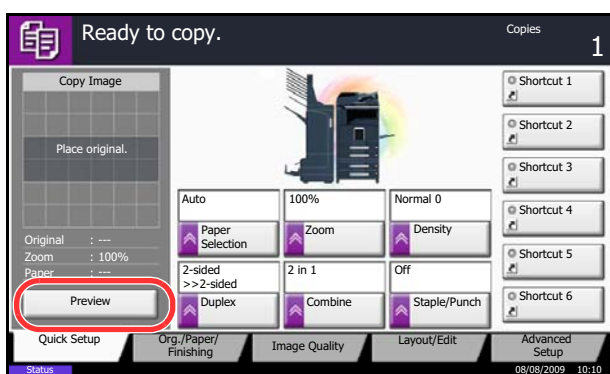 Ready to copy.
Copies
1
Copy Image
Place original.
Original : ---
Zoom : 100%
Paper : ---
Preview
Auto
Paper
Selection
100%
Zoom
Normal 0
Density
2-sided
>>2-sided
Duplex
2 in 1
Combine
Off
Staple/Punch
Shortcut 1
Shortcut 2
Shortcut 3
Shortcut 4
Shortcut 5
Shortcut 6
Quick Setup
Org./Paper/
Finishing
Image Quality
Layout/Edit
Advanced
Setup
Status
08/08/2009 10:10